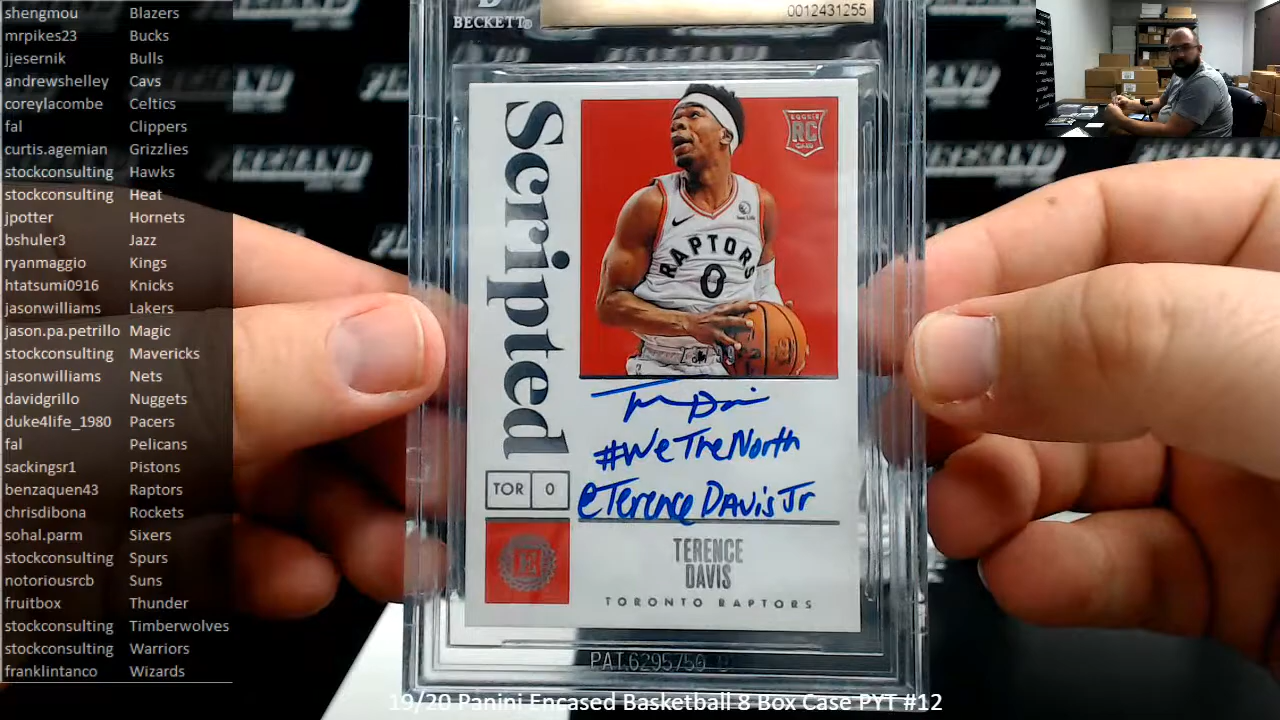 shengmou Blazers
mrpikes23 Bucks
jjesernik Bulls
andrewshelley Cavs
coreylacombe Celtics
fal Clippers
curtis.agemian Grizzlies
stockconsulting Hawks
stockconsulting Heat
jpotter Hornets
bshuler3 Jazz
ryanmaggio Kings
htatsumi0916 Knicks
jasonwilliams Lakers
jason.pa.petrillo Magic
stockconsulting Mavericks
jasonwilliams Nets
davidgrillo Nuggets
duke4life_1980 Pacers
fal Pelicans
sackingsr1 Pistons
benzaquen43 Raptors
chrisdibona Rockets
sohal.parm Sixers
stockconsulting Spurs
notoriousrcb Suns
fruitbox Thunder
stockconsulting Timberwolves
stockconsulting Warriors
franklintanco Wizards
BECKETT
0012431255
Scripted
RC
RAPTORS
0
#WeTheNorth
@TerenceDavisJr
TOR 0
E
TERENCE
DAVIS
TORONTO RAPTORS
PAT.6295750
19/20 Panini Encased Basketball 8 Box Case PYT #12